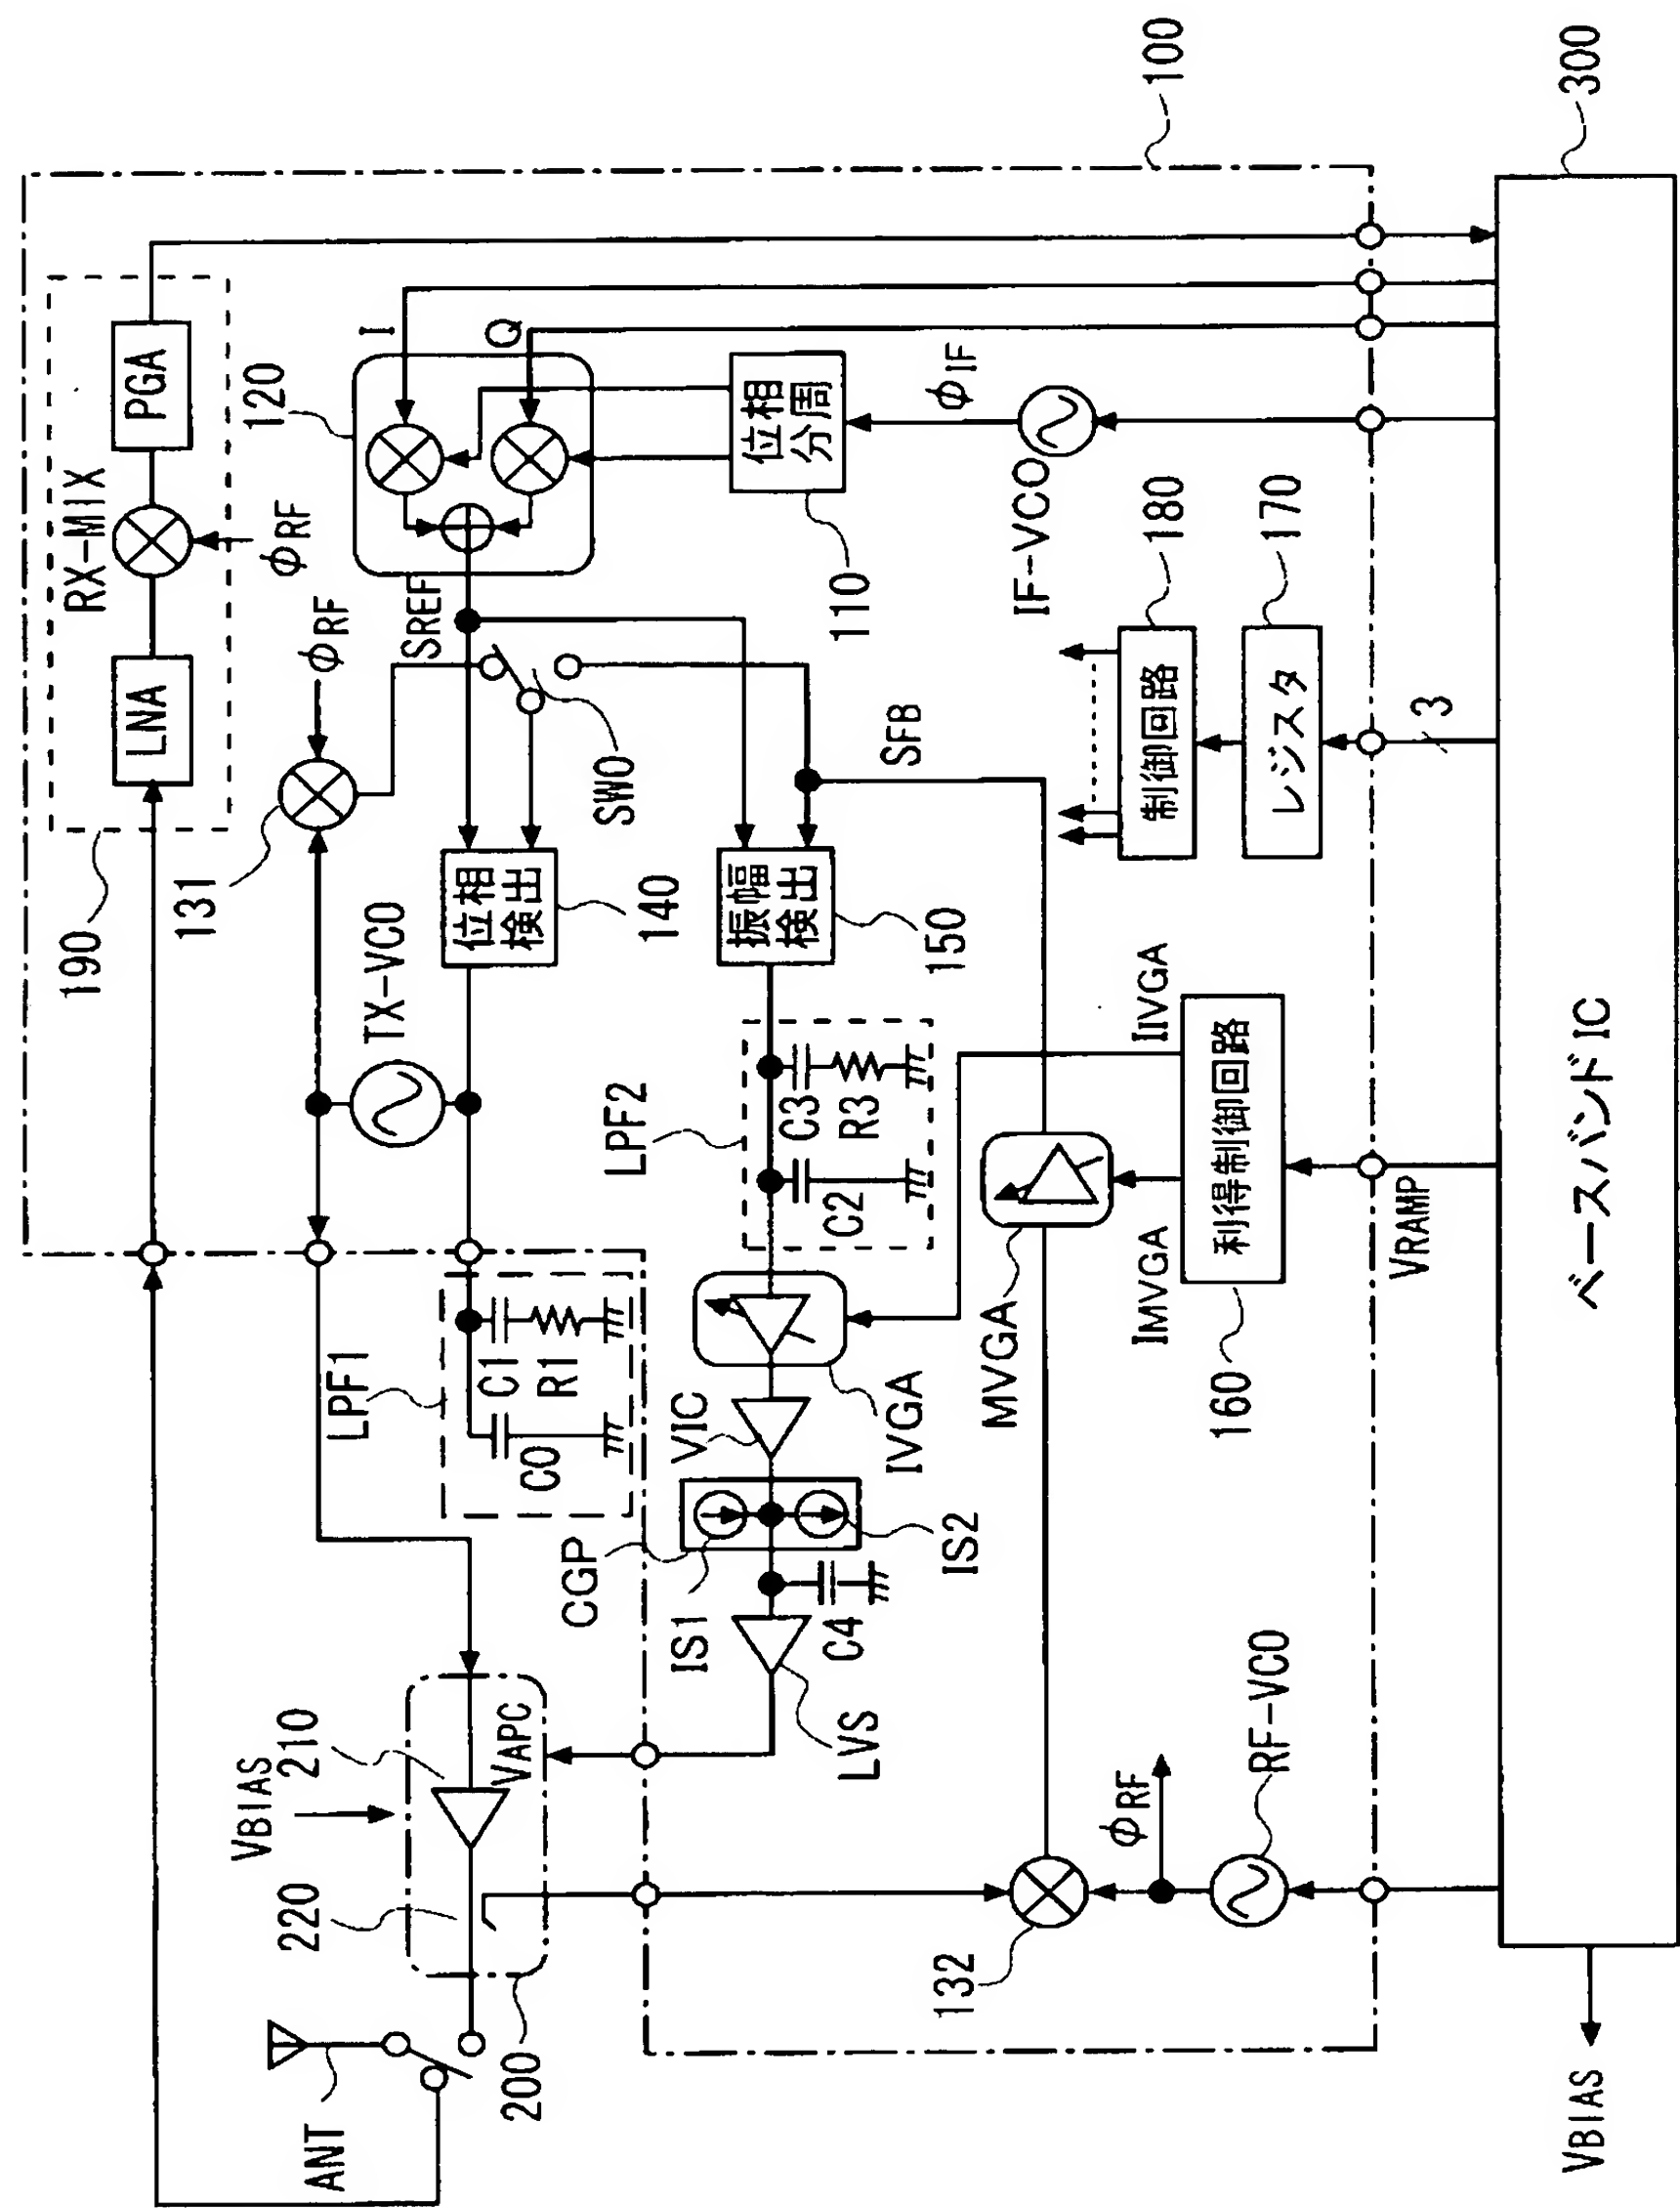 100
300
190
RX-MIX
LNA
PGA
ΦRF
131
ΦRF
120
I
Q
SREF
TX-VCO
位相
検出
140
SW0
位相
分周
110
ΦIF
IF-VCO
振幅
検出
150
SFB
制御回路
180
レジスタ
170
3
LPF1
C0
C1
R1
LPF2
C2
C3
R3
ANT
VBIAS
210
220
200
VAPC
CGP
IS1
IS2
VIC
IVGA
C4
LVS
MVGA
IIVGA
IMVGA
利得制御回路
160
VRAMP
132
ΦRF
RF-VCO
ベースバンドIC
VBIAS